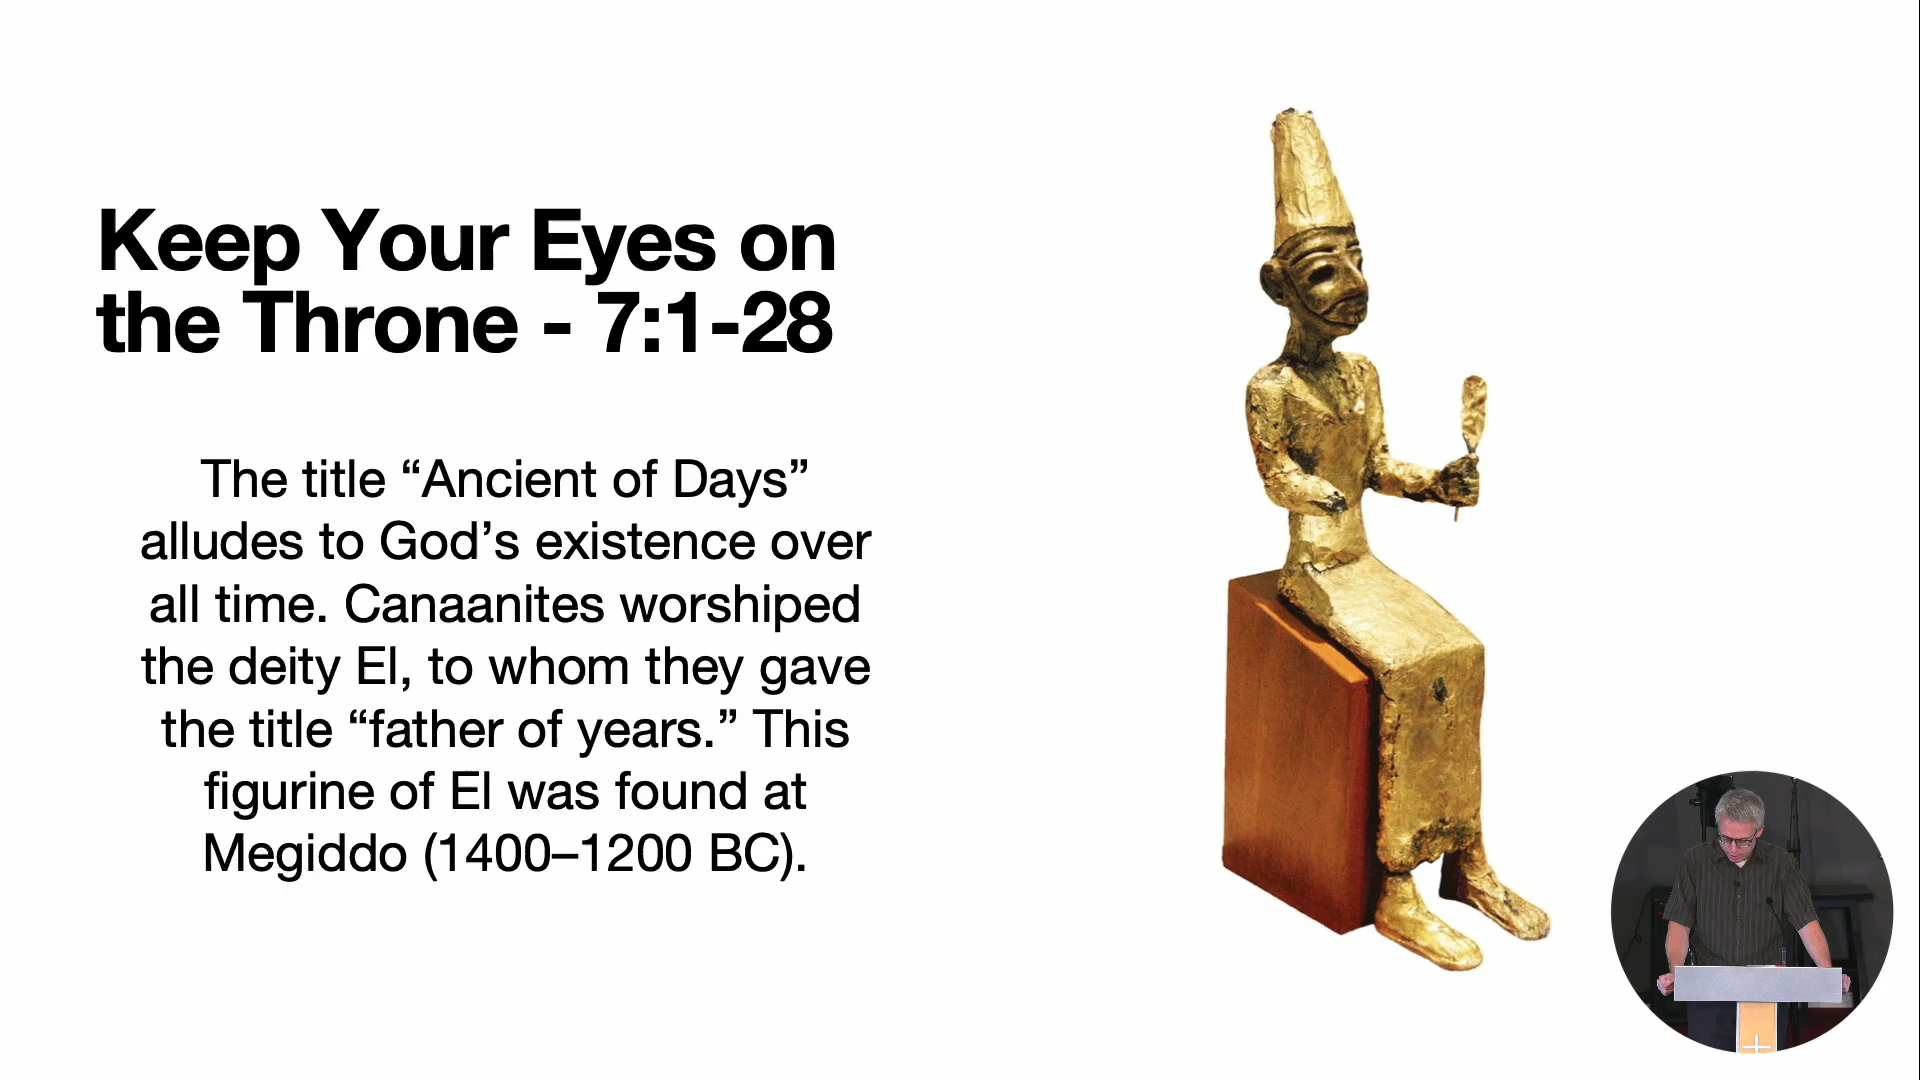 Keep Your Eyes on
the Throne - 7:1-28
The title “Ancient of Days”
alludes to God’s existence over
all time. Canaanites worshiped
the deity El, to whom they gave
the title “father of years.” This
figurine of El was found at
Megiddo (1400–1200 BC).